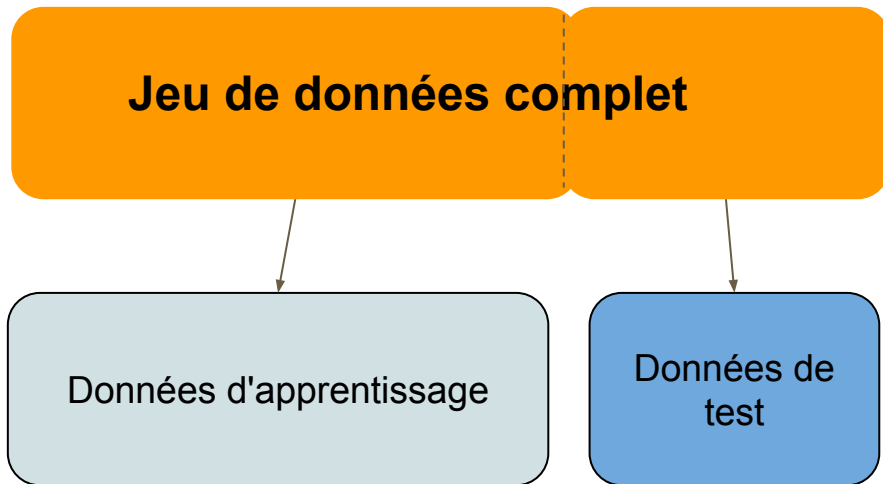 Jeu de données complet
Données d'apprentissage
Données de
test